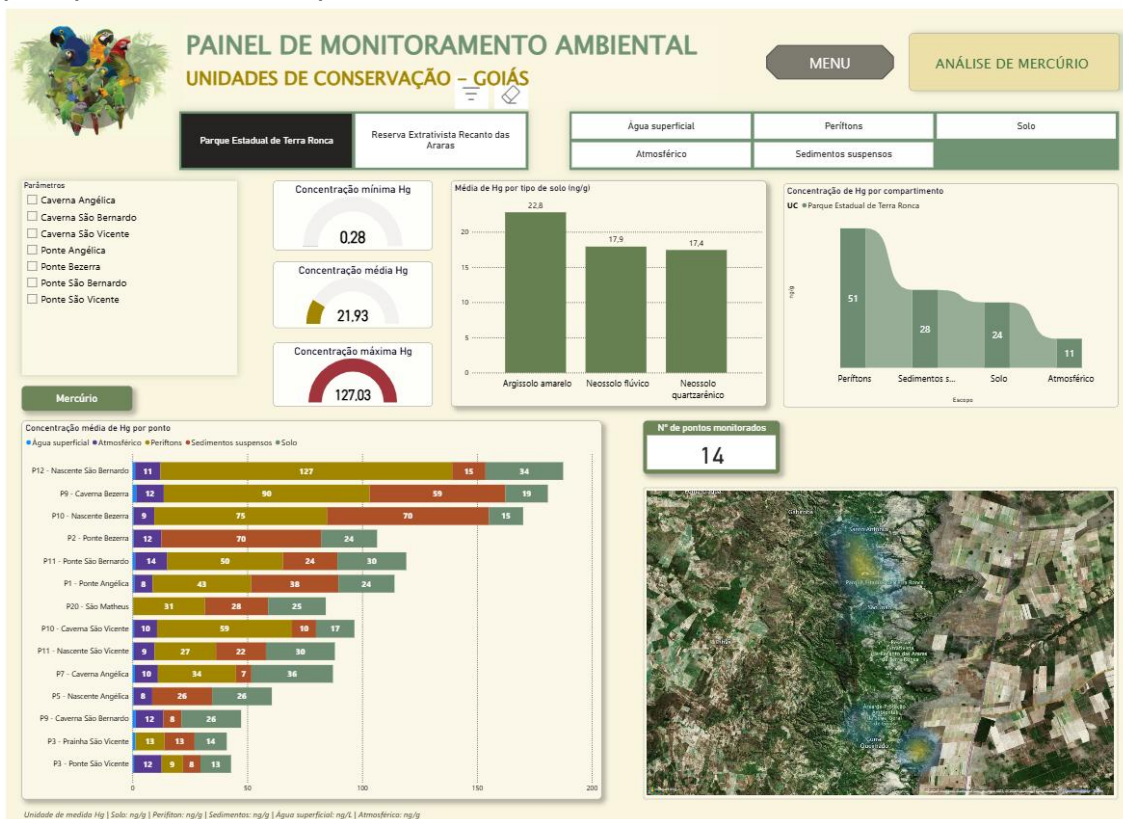 PAINEL DE MONITORAMENTO AMBIENTAL
UNIDADES DE CONSERVAÇÃO – GOIÁS
MENU
ANÁLISE DE MERCÚRIO
Parque Estadual de Terra Ronca
Reserva Extrativista Recanto das
Araras
Água superficial
Perífitons
Solo
Atmosférico
Sedimentos suspensos
Parâmetros
Caverna Angélica
Caverna São Bernardo
Caverna São Vicente
Ponte Angélica
Ponte Bezerra
Ponte São Bernardo
Ponte São Vicente
Concentração mínima Hg
0,28
Concentração média Hg
21,93
Concentração máxima Hg
127,03
Média de Hg por tipo de solo (ng/g)
22,8
17,9
17,4
20
15
10
5
0
Argissolo amarelo
Neossolo flúvico
Neossolo
quartzarênico
Concentração de Hg por compartimento
UC Parque Estadual de Terra Ronca
ng/g
51
28
24
11
Perífitons
Sedimentos s...
Solo
Atmosférico
Escopo
Mercúrio
Concentração média de Hg por ponto
Água superficial Atmosférico Perífitons Sedimentos suspensos Solo
P12 - Nascente São Bernardo 11 127 15 34
P9 - Caverna Bezerra 12 90 59 19
P10 - Nascente Bezerra 9 75 70 15
P2 - Ponte Bezerra 12 70 24
P11 - Ponte São Bernardo 14 50 24 30
P1 - Ponte Angélica 8 43 38 24
P20 - São Matheus 31 28 25
P10 - Caverna São Vicente 10 59 10 17
P11 - Nascente São Vicente 9 27 22 30
P7 - Caverna Angélica 10 34 7 36
P5 - Nascente Angélica 8 26 26
P9 - Caverna São Bernardo 12 8 26
P3 - Prainha São Vicente 13 13 14
P3 - Ponte São Vicente 12 9 8 13
0 50 100 150 200
Nº de pontos monitorados
14
Unidade de medida Hg | Solo: ng/g | Perifiton: ng/g | Sedimentos: ng/g | Água superficial: ng/L | Atmosférico: ng/g